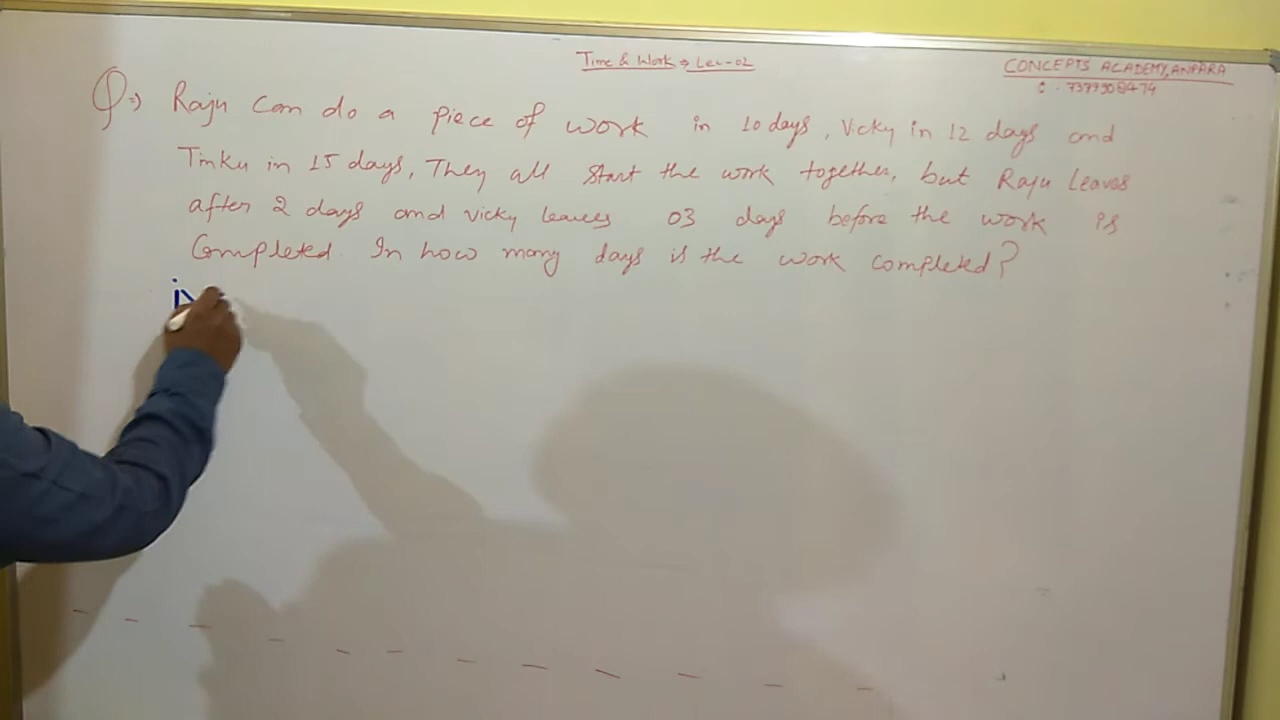 Time & Work → Lec-02
CONCEPTS ACADEMY, ANPARA
: . 7379908474
Q⇒ Raju can do a piece of work in 10 days, Vicky in 12 days and
Tinku in 15 days, They all start the work together, but Raju Leaves
after 2 days and vicky leaves 03 days before the work is
Completed. In how many days is the work completed?